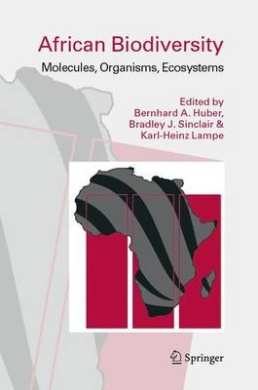 African Biodiversity
Molecules, Organisms, Ecosystems
Edited by
Bernhard A. Huber,
Bradley J. Sinclair &
Karl-Heinz Lampe
Springer